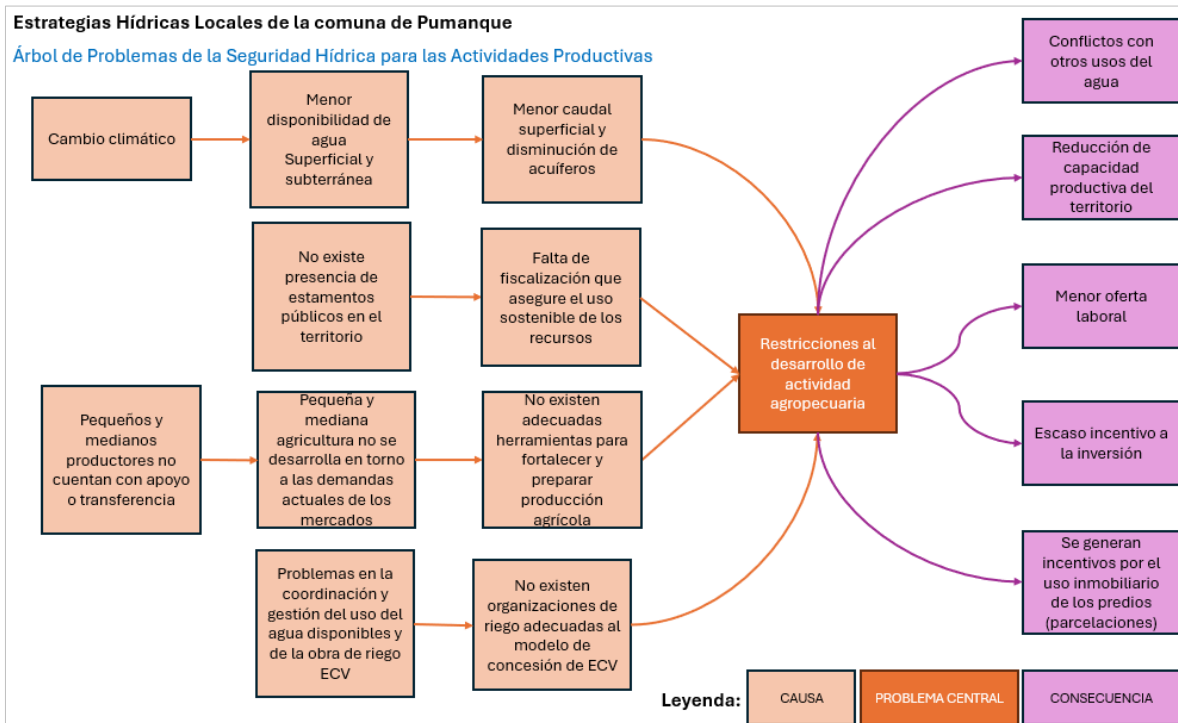 Estrategias Hídricas Locales de la comuna de Pumanque
Árbol de Problemas de la Seguridad Hídrica para las Actividades Productivas
Cambio climático
Menor
disponibilidad de
agua
Superficial y
subterránea
Menor caudal
superficial y
disminución de
acuíferos
No existe
presencia de
estamentos
públicos en el
territorio
Falta de
fiscalización que
asegure el uso
sostenible de los
recursos
Pequeños y
medianos
productores no
cuentan con apoyo
o transferencia
Pequeña y
mediana
agricultura no se
desarrolla en torno
a las demandas
actuales de los
mercados
No existen
adecuadas
herramientas para
fortalecer y
preparar
producción
agrícola
Problemas en la
coordinación y
gestión del uso del
agua disponibles y
de la obra de riego
ECV
No existen
organizaciones de
riego adecuadas al
modelo de
concesión de ECV
Restricciones al
desarrollo de
actividad
agropecuaria
Conflictos con
otros usos del
agua
Reducción de
capacidad
productiva del
territorio
Menor oferta
laboral
Escaso incentivo a
la inversión
Se generan
incentivos por el
uso inmobiliario
de los predios
(parcelaciones)
Leyenda:
CAUSA
PROBLEMA CENTRAL
CONSECUENCIA